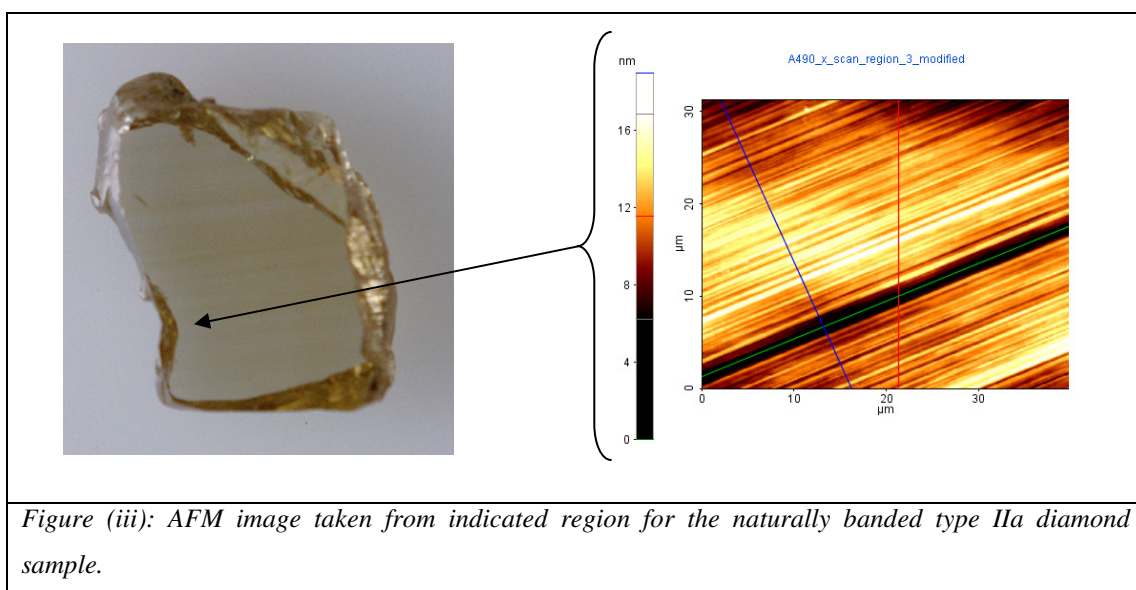 nm
16
12
8
4
0
A490_x_scan_region_3_modified
30
20
10
0
µm
0
10
20
30
µm
Figure (iii): AFM image taken from indicated region for the naturally banded type IIa diamond
sample.